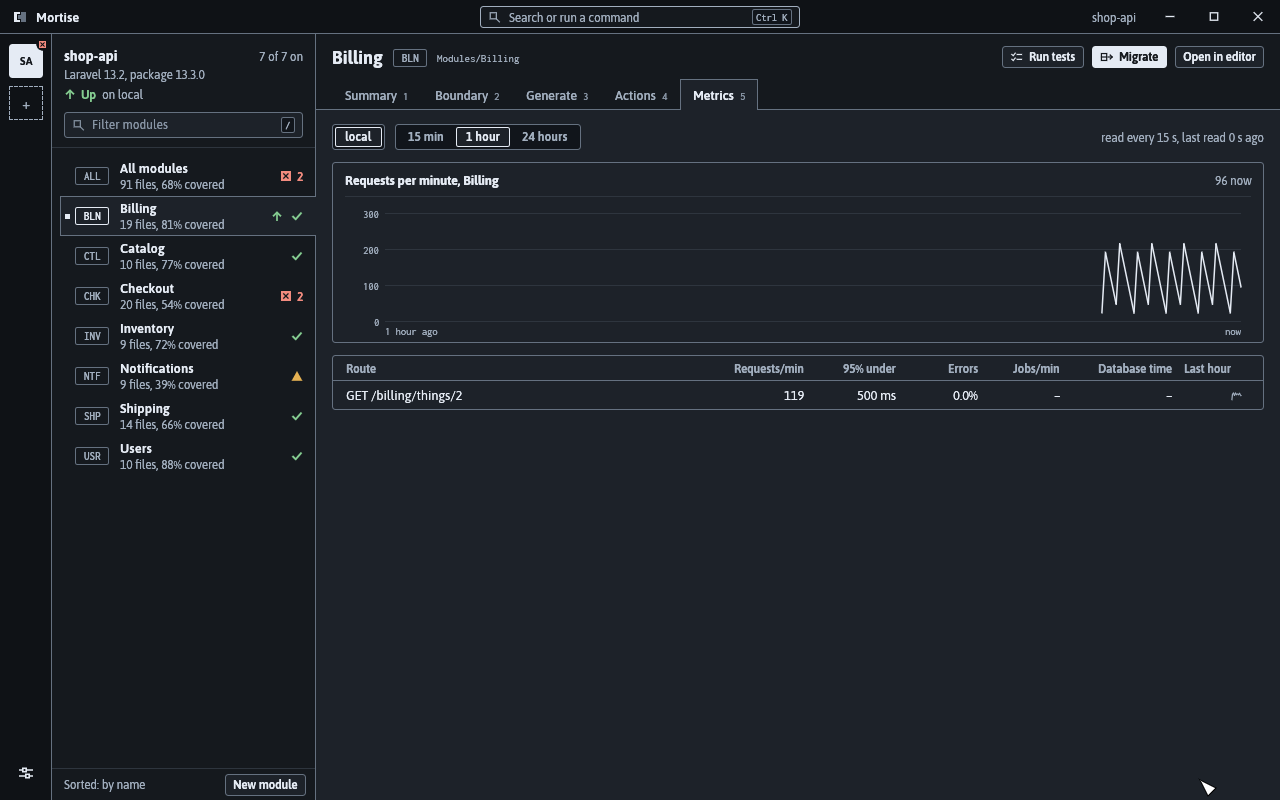 Mortise
Search or run a command
Ctrl K
shop-api
SA
+
shop-api
7 of 7 on
Laravel 13.2, package 13.3.0
Up on local
Filter modules
/
ALL
All modules
91 files, 68% covered
2
BLN
Billing
19 files, 81% covered
CTL
Catalog
10 files, 77% covered
CHK
Checkout
20 files, 54% covered
2
INV
Inventory
9 files, 72% covered
NTF
Notifications
9 files, 39% covered
SHP
Shipping
14 files, 66% covered
USR
Users
10 files, 88% covered
Sorted: by name
New module
Billing
BLN
Modules/Billing
Run tests
Migrate
Open in editor
Summary 1
Boundary 2
Generate 3
Actions 4
Metrics 5
local
15 min
1 hour
24 hours
read every 15 s, last read 0 s ago
Requests per minute, Billing
96 now
300
200
100
0
1 hour ago
now
Route Requests/min 95% under Errors Jobs/min Database time Last hour
GET /billing/things/2 119 500 ms 0.0% – –